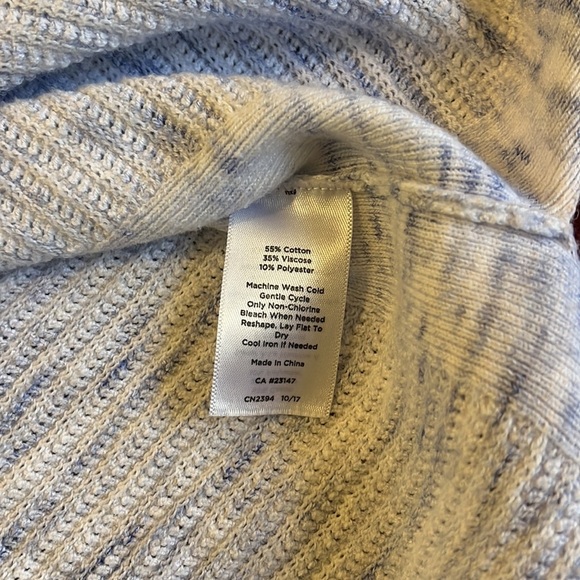 55% Cotton
35% Viscose
10% Polyester
Machine Wash Cold
Gentle Cycle
Only Non-Chlorine
Bleach When Needed
Reshape, Lay Flat To
Dry
Cool Iron If Needed
Made In China
CA #23147
CN2394 10/17